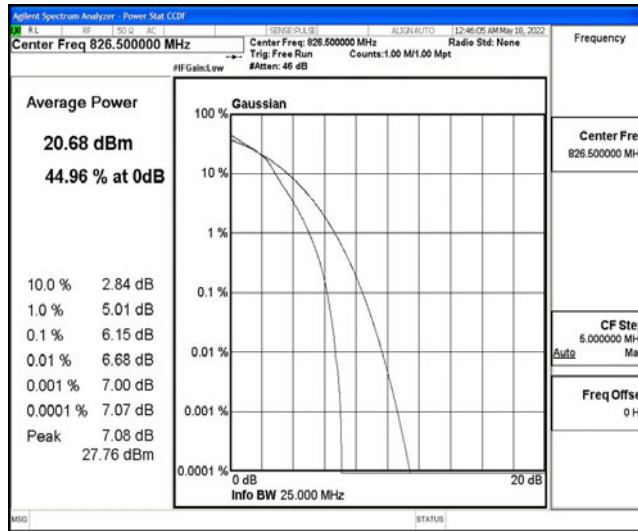 Agilent Spectrum Analyzer - Power Stat CCDF
RL RF 50 Ω AC SENSE:PULSE ALIGN AUTO 12:46:05 AM May 18, 2022
Center Freq 826.500000 MHz
Center Freq: 826.500000 MHz Radio Std: None
Trig: Free Run Counts:1.00 M/1.00 Mpt
#IFGain:Low #Atten: 46 dB
Frequency
Average Power
20.68 dBm
44.96 % at 0dB
10.0 % 2.84 dB
1.0 % 5.01 dB
0.1 % 6.15 dB
0.01 % 6.68 dB
0.001 % 7.00 dB
0.0001 % 7.07 dB
Peak 7.08 dB
27.76 dBm
Gaussian
100 %
10 %
1 %
0.1 %
0.01 %
0.001 %
0.0001 %
0 dB 20 dB
Info BW 25.000 MHz
Center Fre
826.500000 MH
CF Ste
5.000000 MH
Auto Ma
Freq Offse
0 H
MSG STATUS